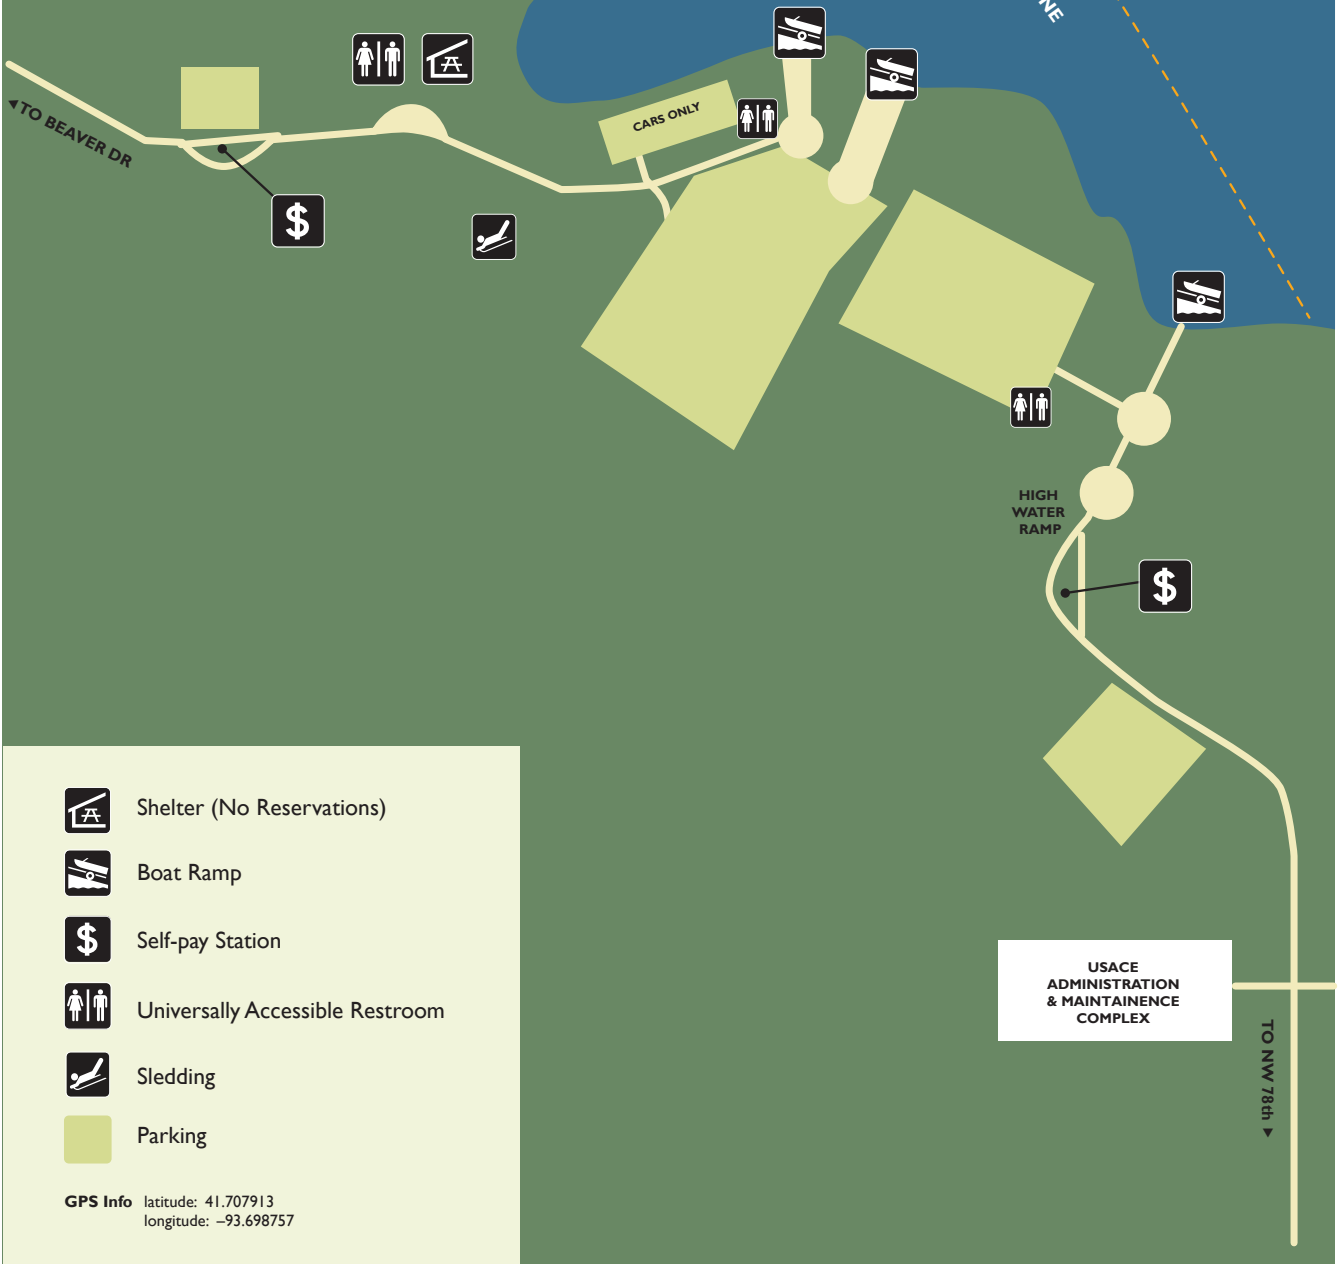 NE
TO BEAVER DR
CARS ONLY
$
HIGH
WATER
RAMP
$
Shelter (No Reservations)
Boat Ramp
$ Self-pay Station
Universally Accessible Restroom
Sledding
Parking
GPS Info latitude: 41.707913
longitude: –93.698757
USACE
ADMINISTRATION
& MAINTAINENCE
COMPLEX
TO NW 78th